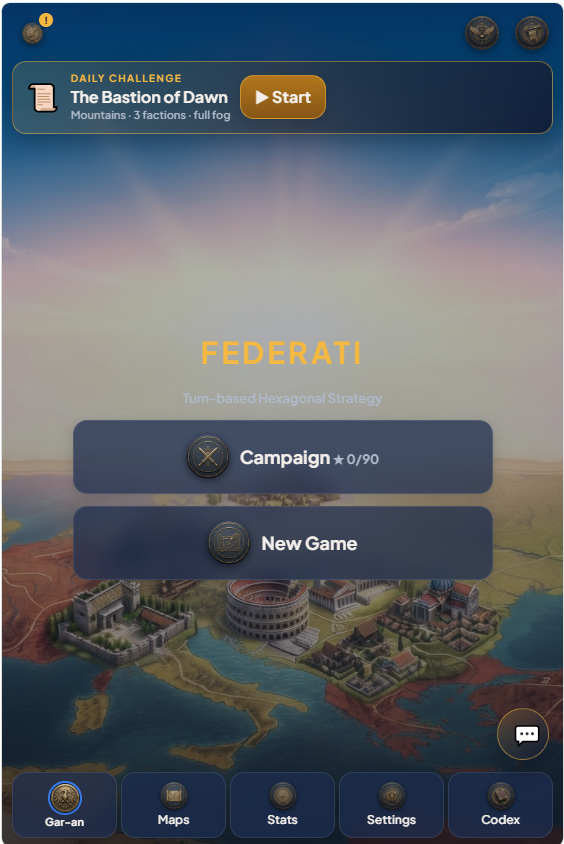 !
DAILY CHALLENGE
The Bastion of Dawn
Mountains · 3 factions · full fog
▶ Start
FEDERATI
Turn-based Hexagonal Strategy
Campaign ★ 0/90
New Game
Gar-an
Maps
Stats
Settings
Codex